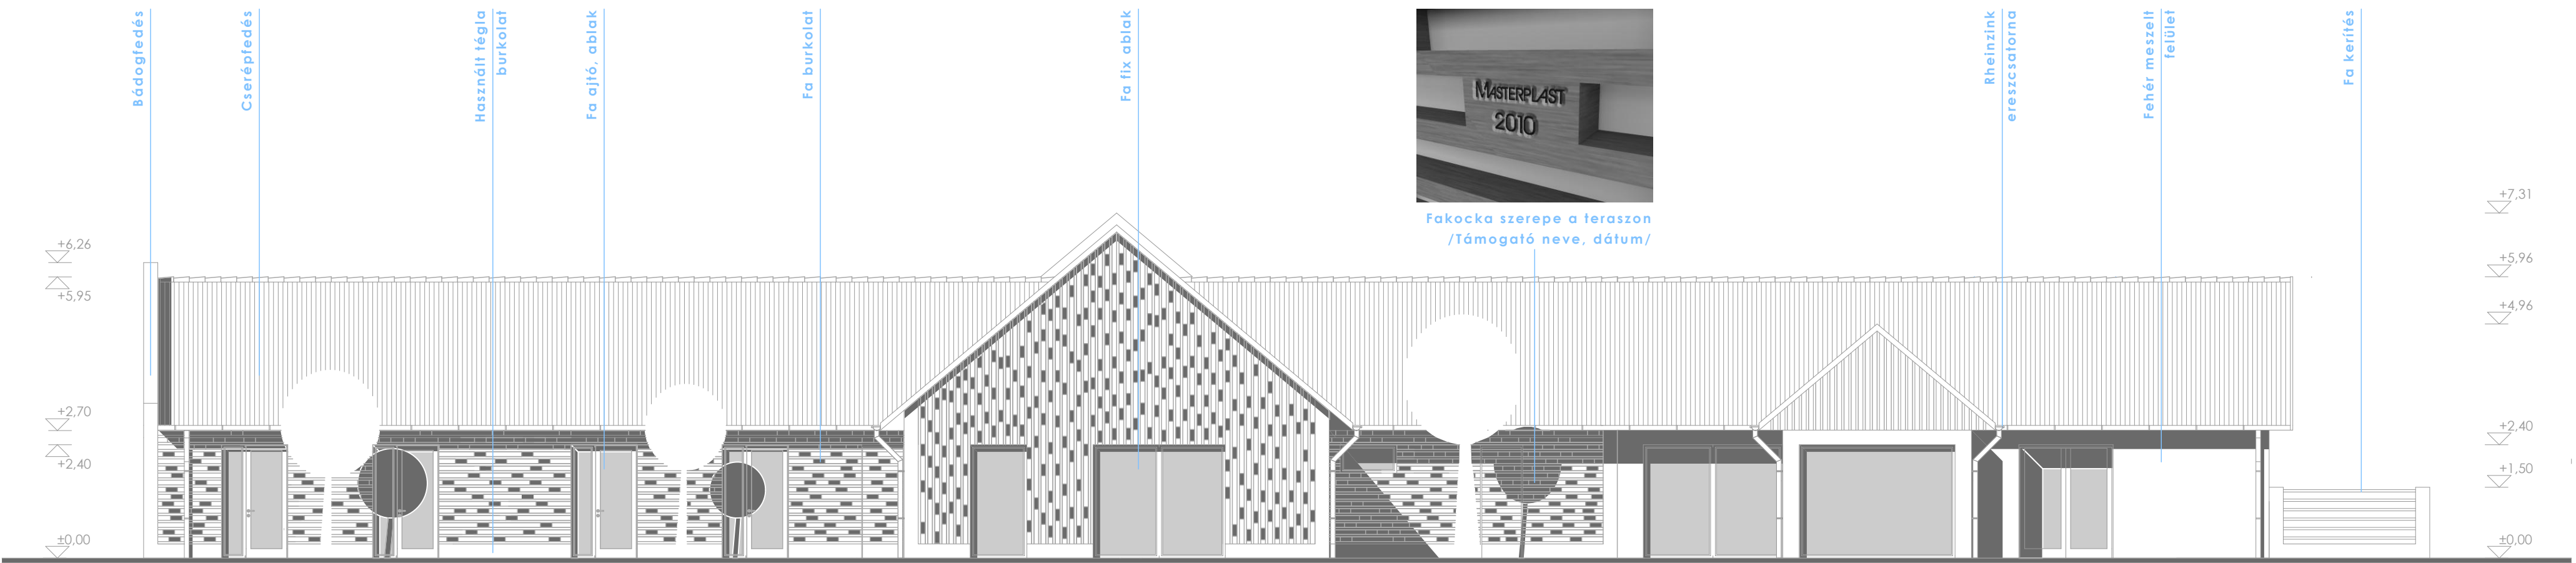 Bádogfedés
Cserépfedés
Használt tégla
burkolat
Fa ajtó, ablak
Fa burkolat
Fa fix ablak
MASTERPLAST
2010
Fakocka szerepe a teraszon
/Támogató neve, dátum/
Rheinzink
ereszcsatorna
Fehér meszelt
felület
Fa kerítés
+6,26
+5,95
+2,70
+2,40
±0,00
+7,31
+5,96
+4,96
+2,40
+1,50
±0,00